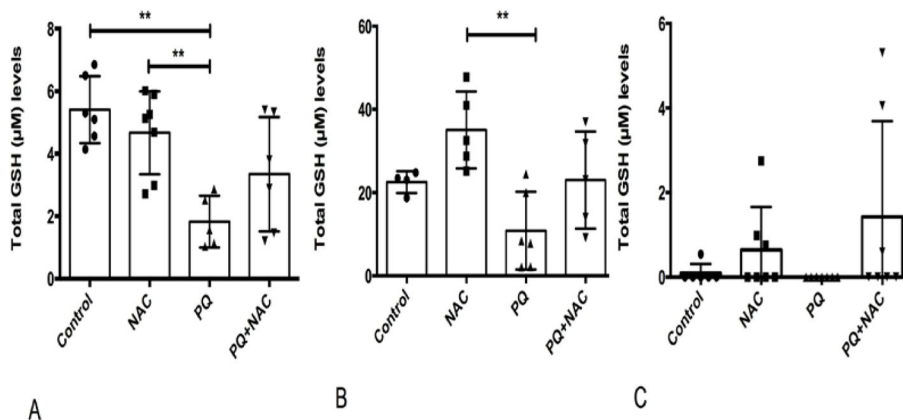 **
**
8
6
4
2
0
Total GSH (µM) levels
Control
NAC
PQ
PQ+NAC
A
**
60
40
20
0
Total GSH (µM) levels
Control
NAC
PQ
PQ+NAC
B
6
4
2
0
Total GSH (µM) levels
Control
NAC
PQ
PQ+NAC
C